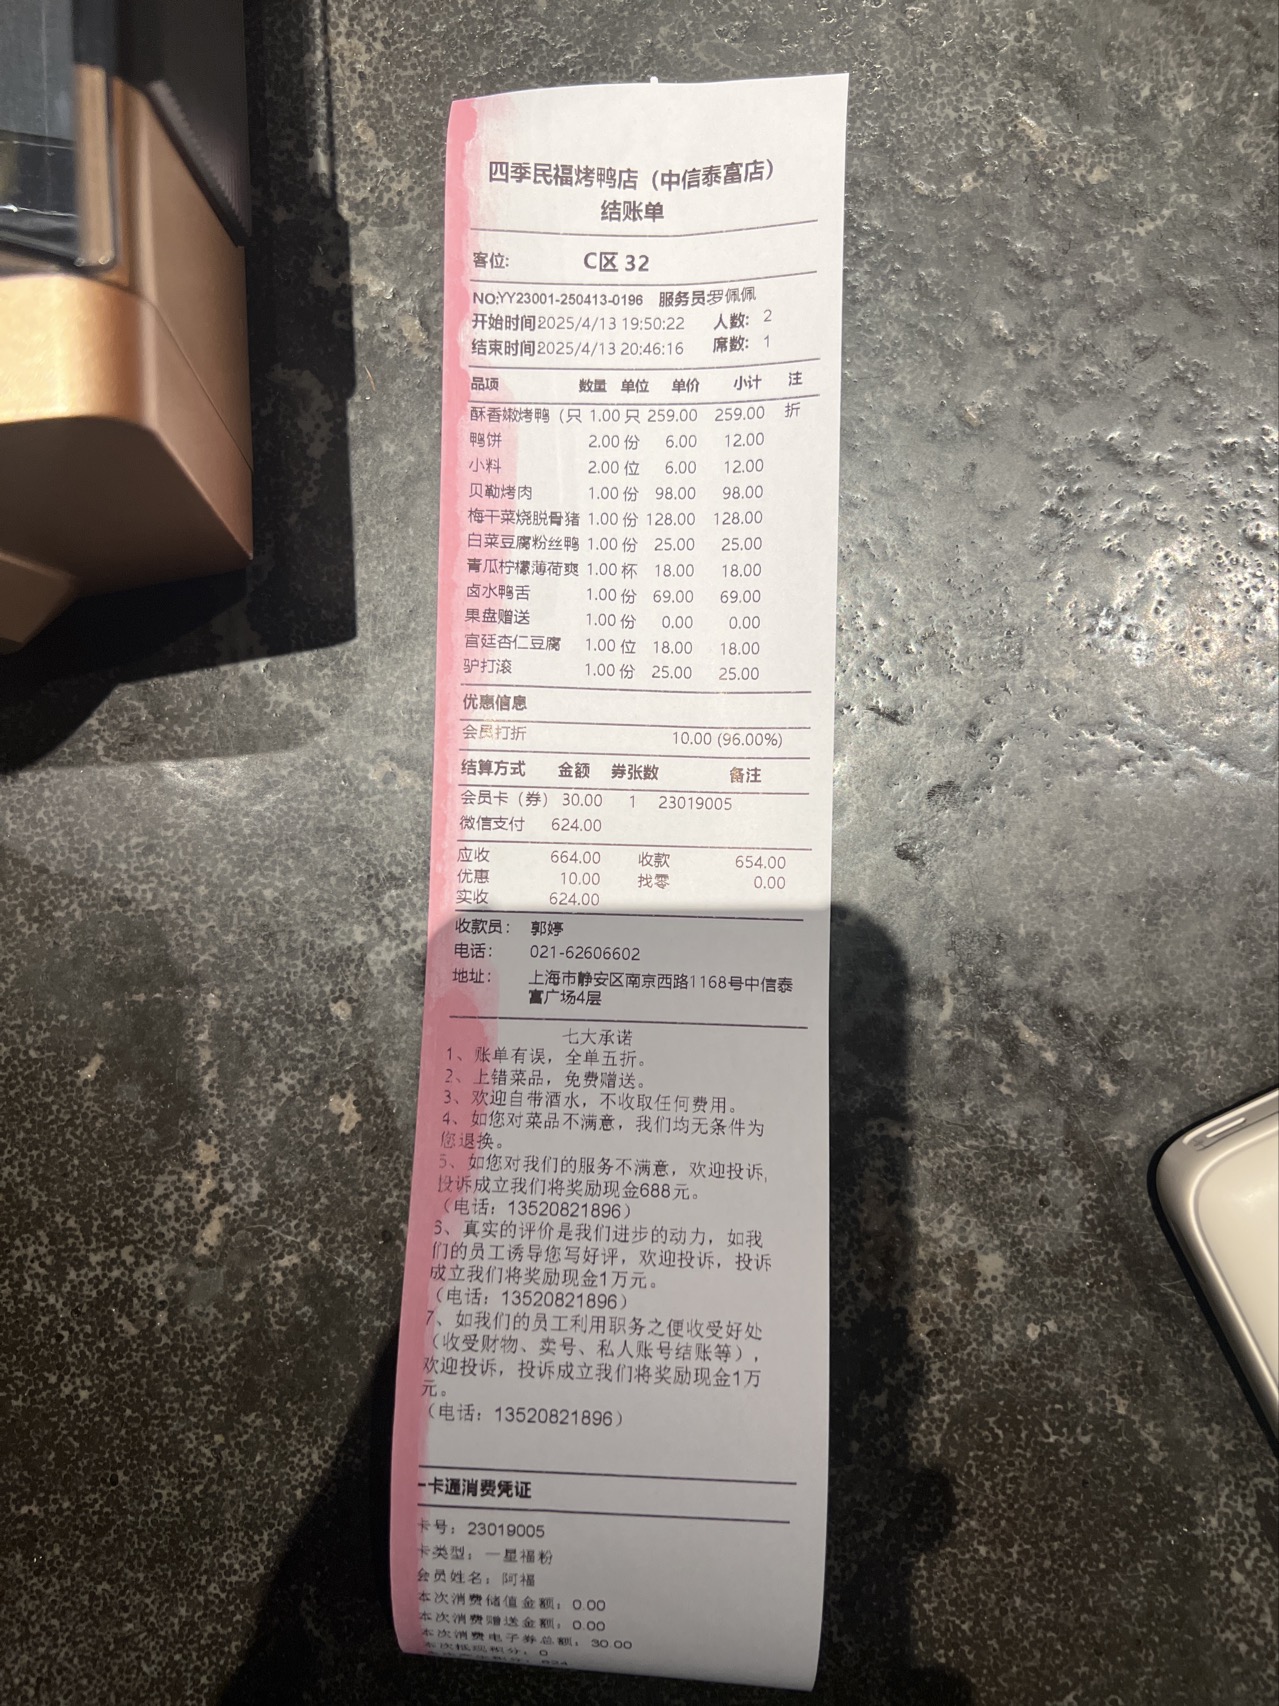 四季民福烤鸭店（中信泰富店）
结账单
客位: C区 32
NO:YY23001-250413-0196 服务员:罗佩佩
开始时间2025/4/13 19:50:22 人数: 2
结束时间2025/4/13 20:46:16 席数: 1
品项 数量 单位 单价 小计 注
酥香嫩烤鸭（只 1.00 只 259.00 259.00 折
鸭饼 2.00 份 6.00 12.00
小料 2.00 位 6.00 12.00
贝勒烤肉 1.00 份 98.00 98.00
梅干菜烧脱骨猪 1.00 份 128.00 128.00
白菜豆腐粉丝鸭 1.00 份 25.00 25.00
青瓜柠檬薄荷爽 1.00 杯 18.00 18.00
卤水鸭舌 1.00 份 69.00 69.00
果盘赠送 1.00 份 0.00 0.00
宫廷杏仁豆腐 1.00 位 18.00 18.00
驴打滚 1.00 份 25.00 25.00
优惠信息
会员打折 10.00 (96.00%)
结算方式 金额 券张数 备注
会员卡（券） 30.00 1 23019005
微信支付 624.00
应收 664.00 收款 654.00
优惠 10.00 找零 0.00
实收 624.00
收款员: 郭婷
电话: 021-62606602
地址: 上海市静安区南京西路1168号中信泰
富广场4层
七大承诺
1、账单有误，全单五折。
2、上错菜品，免费赠送。
3、欢迎自带酒水，不收取任何费用。
4、如您对菜品不满意，我们均无条件为
您退换。
5、如您对我们的服务不满意，欢迎投诉，
投诉成立我们将奖励现金688元。
（电话：13520821896）
6、真实的评价是我们进步的动力，如我
们的员工诱导您写好评，欢迎投诉，投诉
成立我们将奖励现金1万元。
（电话：13520821896）
7、如我们的员工利用职务之便收受好处
（收受财物、卖号、私人账号结账等），
欢迎投诉，投诉成立我们将奖励现金1万
元。
（电话：13520821896）
一卡通消费凭证
卡号：23019005
卡类型：一星福粉
会员姓名：阿福
本次消费储值金额：0.00
本次消费赠送金额：0.00
本次消费电子券总额：30.00
本次抵现积分：0